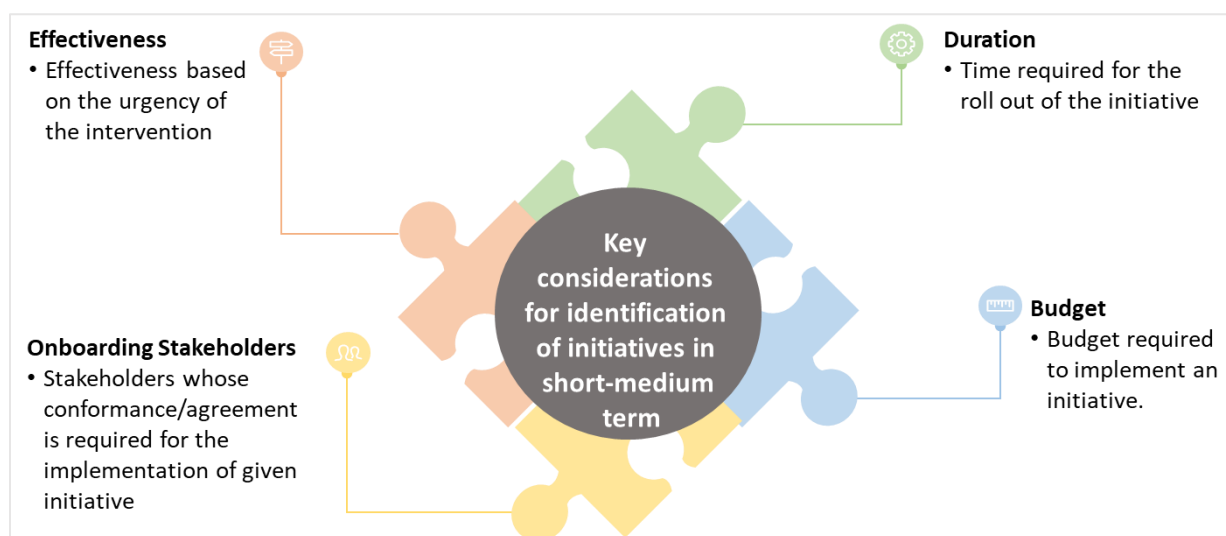 Effectiveness
• Effectiveness based
on the urgency of
the intervention
Duration
• Time required for the
roll out of the initiative
Key
considerations
for identification
of initiatives in
short-medium
term
Onboarding Stakeholders
• Stakeholders whose
conformance/agreement
is required for the
implementation of given
initiative
Budget
• Budget required
to implement an
initiative.